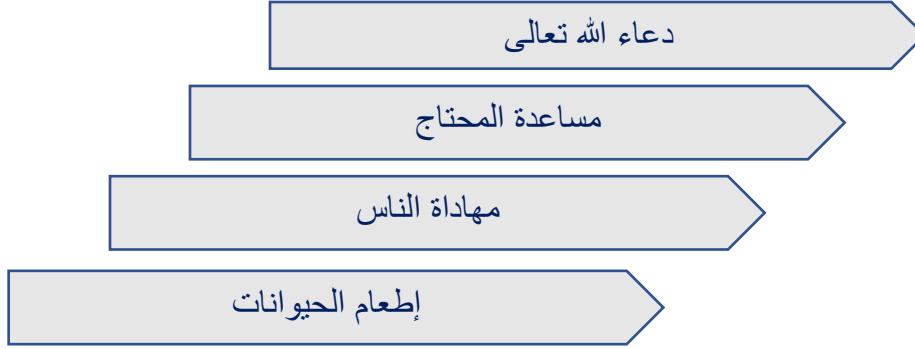 دعاء الله تعالى
مساعدة المحتاج
مهاداة الناس
إطعام الحيوانات